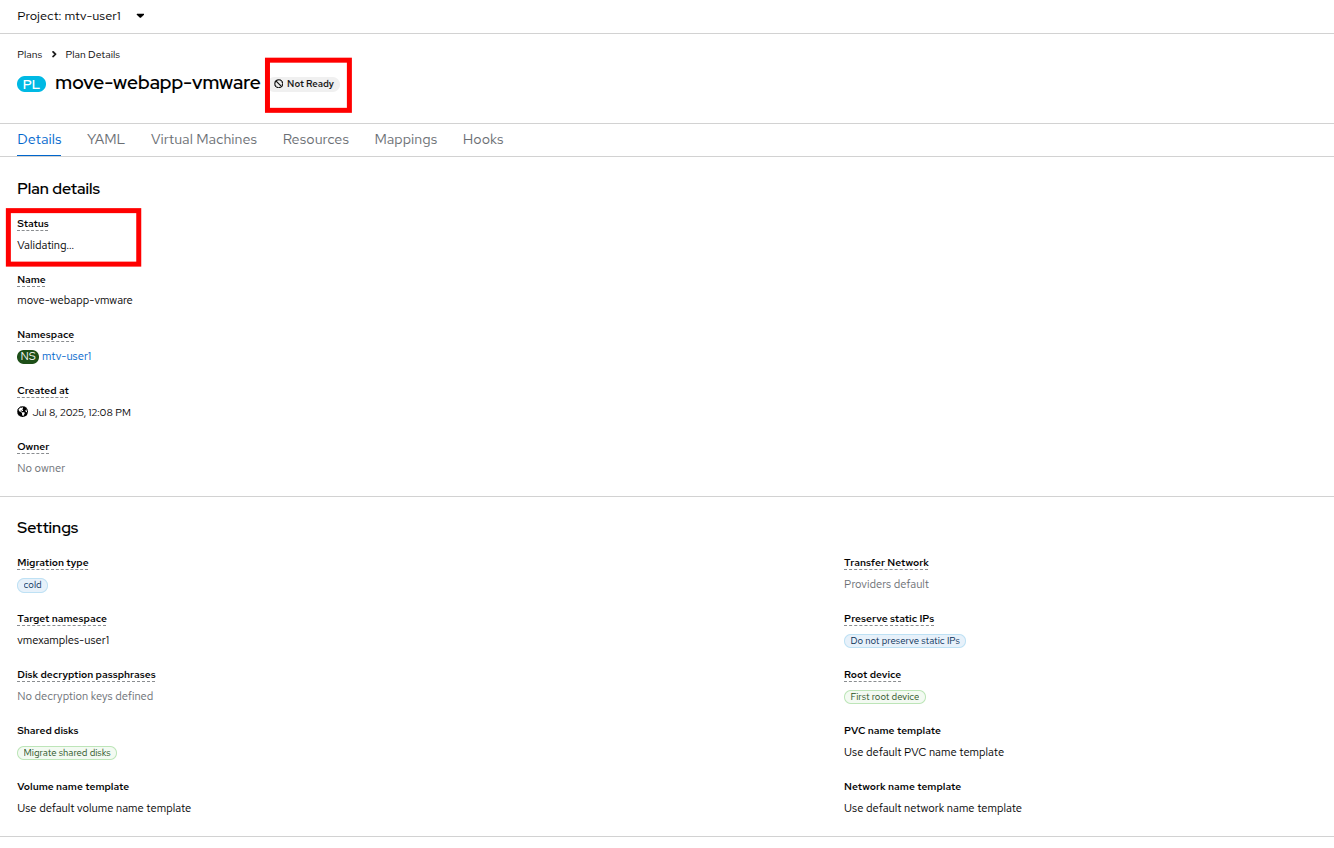 Project: mtv-user1
Plans Plan Details
PL move-webapp-vmware Not Ready
Details YAML Virtual Machines Resources Mappings Hooks
Plan details
Status
Validating...
Name
move-webapp-vmware
Namespace
NS mtv-user1
Created at
Jul 8, 2025, 12:08 PM
Owner
No owner
Settings
Migration type
cold
Target namespace
vmexamples-user1
Disk decryption passphrases
No decryption keys defined
Shared disks
Migrate shared disks
Volume name template
Use default volume name template
Transfer Network
Providers default
Preserve static IPs
Do not preserve static IPs
Root device
First root device
PVC name template
Use default PVC name template
Network name template
Use default network name template